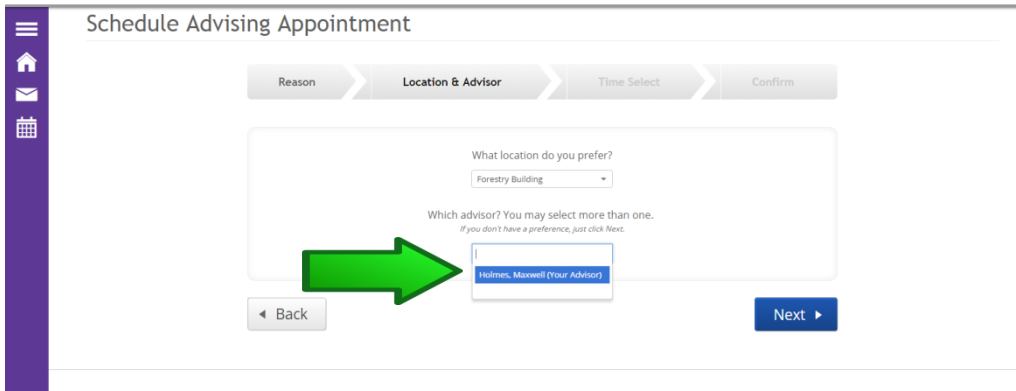 Schedule Advising Appointment
Reason
Location & Advisor
Time Select
Confirm
What location do you prefer?
Forestry Building
Which advisor? You may select more than one.
If you don't have a preference, just click Next.
Holmes, Maxwell (Your Advisor)
Back
Next